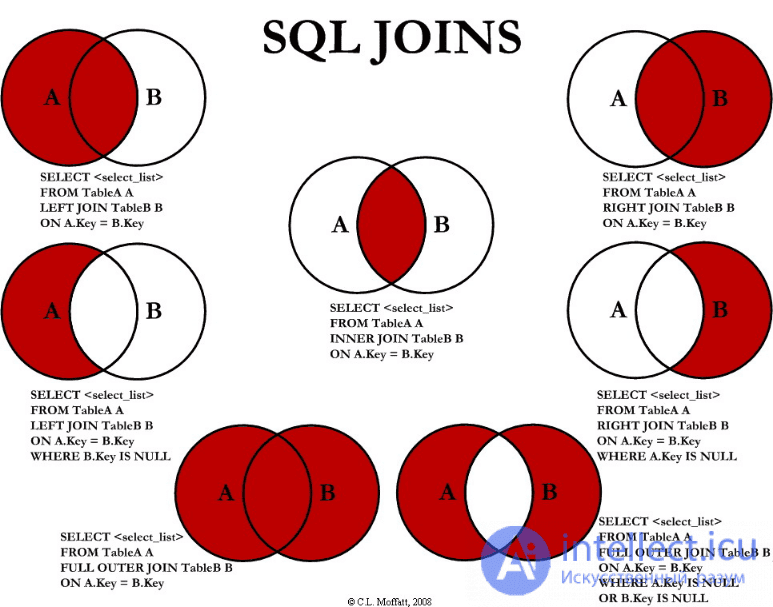 SQL JOINS
A B
SELECT <select_list>
FROM TableA A
LEFT JOIN TableB B
ON A.Key = B.Key
A B
SELECT <select_list>
FROM TableA A
RIGHT JOIN TableB B
ON A.Key = B.Key
A B
SELECT <select_list>
FROM TableA A
INNER JOIN TableB B
ON A.Key = B.Key
A B
SELECT <select_list>
FROM TableA A
LEFT JOIN TableB B
ON A.Key = B.Key
WHERE B.Key IS NULL
A B
SELECT <select_list>
FROM TableA A
RIGHT JOIN TableB B
ON A.Key = B.Key
WHERE A.Key IS NULL
A B
SELECT <select_list>
FROM TableA A
FULL OUTER JOIN TableB B
ON A.Key = B.Key
A B
SELECT <select_list>
FROM TableA A
FULL OUTER JOIN TableB B
ON A.Key = B.Key
WHERE A.Key IS NULL
OR B.Key IS NULL
Ai intellect.icu
Искусственный разум
© C.L. Moffatt, 2008